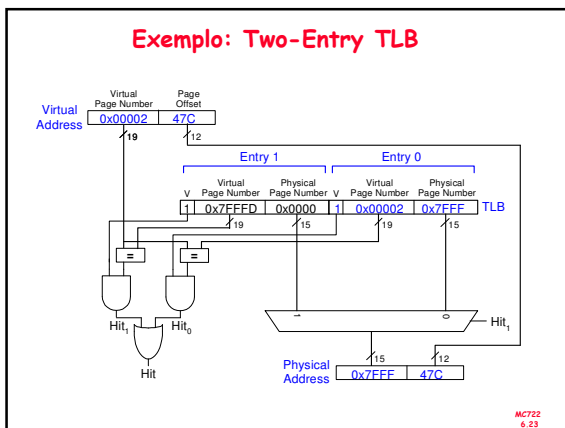 Exemplo: Two-Entry TLB
Virtual Page Number
Page Offset
Virtual Address
0x00002
47C
19
12
Entry 1
Entry 0
V
Virtual Page Number
Physical Page Number
V
Virtual Page Number
Physical Page Number
1
0x7FFFD
0x0000
1
0x00002
0x7FFF
TLB
19
15
19
15
=
=
1
0
Hit1
Hit0
Hit1
Hit
15
12
Physical Address
0x7FFF
47C
MC722
6.23